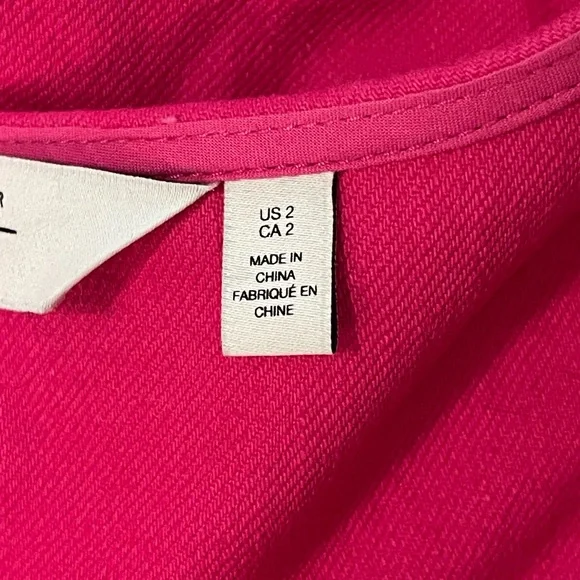 R
US 2
CA 2
MADE IN
CHINA
FABRIQUÉ EN
CHINE